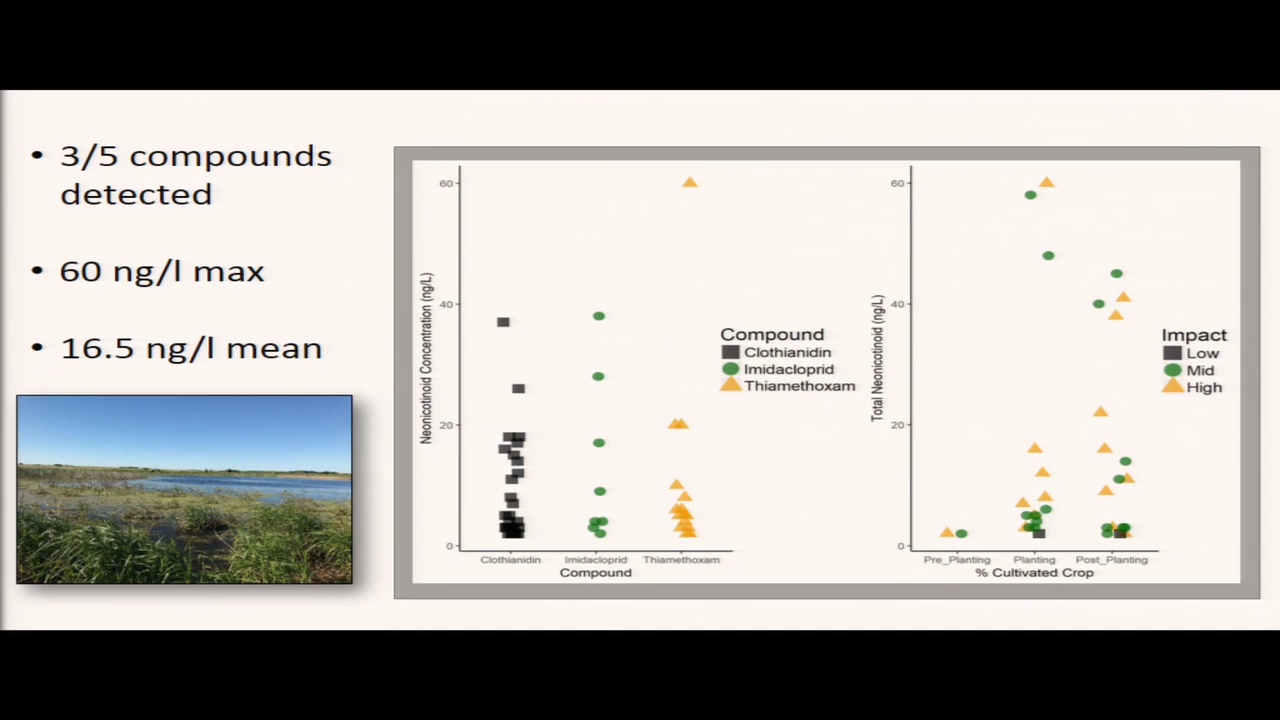 • 3/5 compounds
detected
• 60 ng/l max
• 16.5 ng/l mean
Neonicotinoid Concentration (ng/L)
60
40
20
0
Clothianidin Imidacloprid Thiamethoxam
Compound
Compound
Clothianidin
Imidacloprid
Thiamethoxam
Total Neonicotinoid (ng/L)
60
40
20
0
Pre_Planting Planting Post_Planting
% Cultivated Crop
Impact
Low
Mid
High